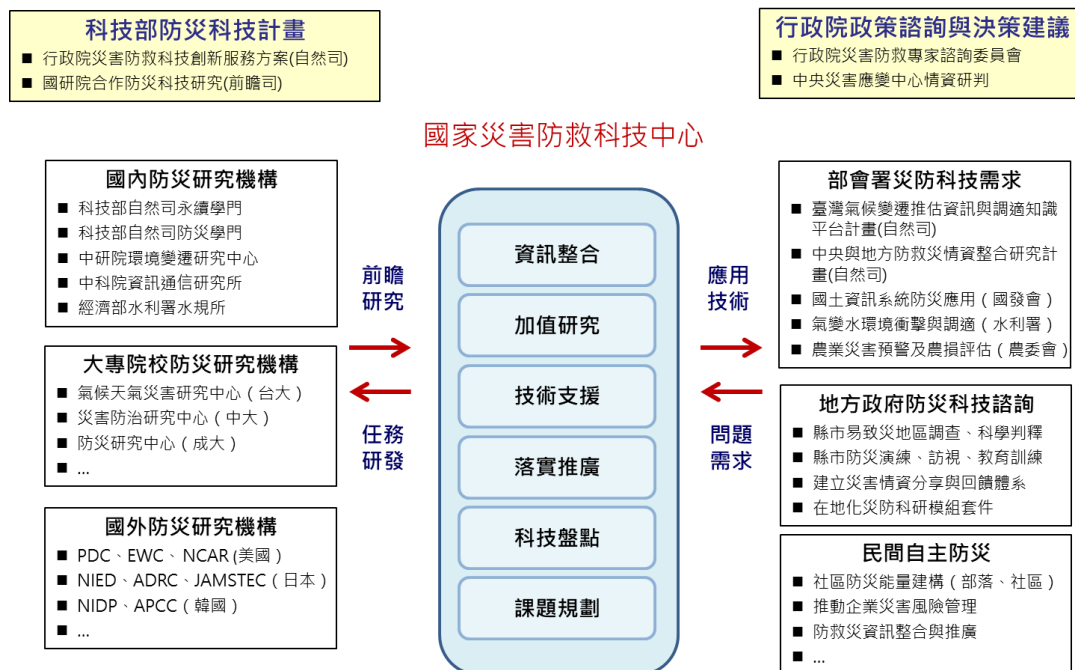 科技部防災科技計畫
■ 行政院災害防救科技創新服務方案(自然司)
■ 國研院合作防災科技研究(前瞻司)
行政院政策諮詢與決策建議
■ 行政院災害防救專家諮詢委員會
■ 中央災害應變中心情資研判
國家災害防救科技中心
國內防災研究機構
■ 科技部自然司永續學門
■ 科技部自然司防災學門
■ 中研院環境變遷研究中心
■ 中科院資訊通信研究所
■ 經濟部水利署水規所
大專院校防災研究機構
■ 氣候天氣災害研究中心（台大）
■ 災害防治研究中心（中大）
■ 防災研究中心（成大）
■ ...
國外防災研究機構
■ PDC、EWC、NCAR (美國）
■ NIED、ADRC、JAMSTEC（日本）
■ NIDP、APCC（韓國）
■ ...
前瞻
研究
任務
研發
資訊整合
加值研究
技術支援
落實推廣
科技盤點
課題規劃
應用
技術
問題
需求
部會署災防科技需求
■ 臺灣氣候變遷推估資訊與調適知識
平台計畫(自然司)
■ 中央與地方防救災情資整合研究計
畫(自然司)
■ 國土資訊系統防災應用（國發會）
■ 氣變水環境衝擊與調適（水利署）
■ 農業災害預警及農損評估（農委會）
地方政府防災科技諮詢
■ 縣市易致災地區調查、科學判釋
■ 縣市防災演練、訪視、教育訓練
■ 建立災害情資分享與回饋體系
■ 在地化災防科研模組套件
民間自主防災
■ 社區防災能量建構（部落、社區）
■ 推動企業災害風險管理
■ 防救災資訊整合與推廣
■ ...